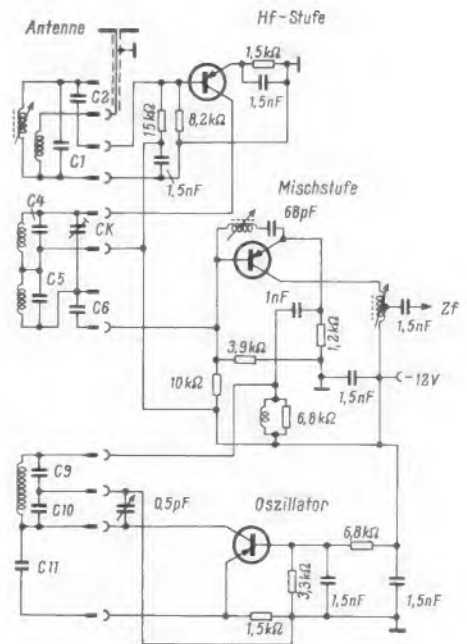 Hf-Stufe
Antenne
1,5kΩ
C2
1,5nF
15kΩ
8,2kΩ
C1
1,5nF
Mischstufe
C4
68pF
CK
C5
1nF
Zf
C6
1,5nF
1,2kΩ
3,9kΩ
10kΩ
-12V
1,5nF
6,8kΩ
C9
C10
0,5pF
Oszillator
6,8kΩ
C11
3,3kΩ
1,5nF
1,5nF
1,5kΩ